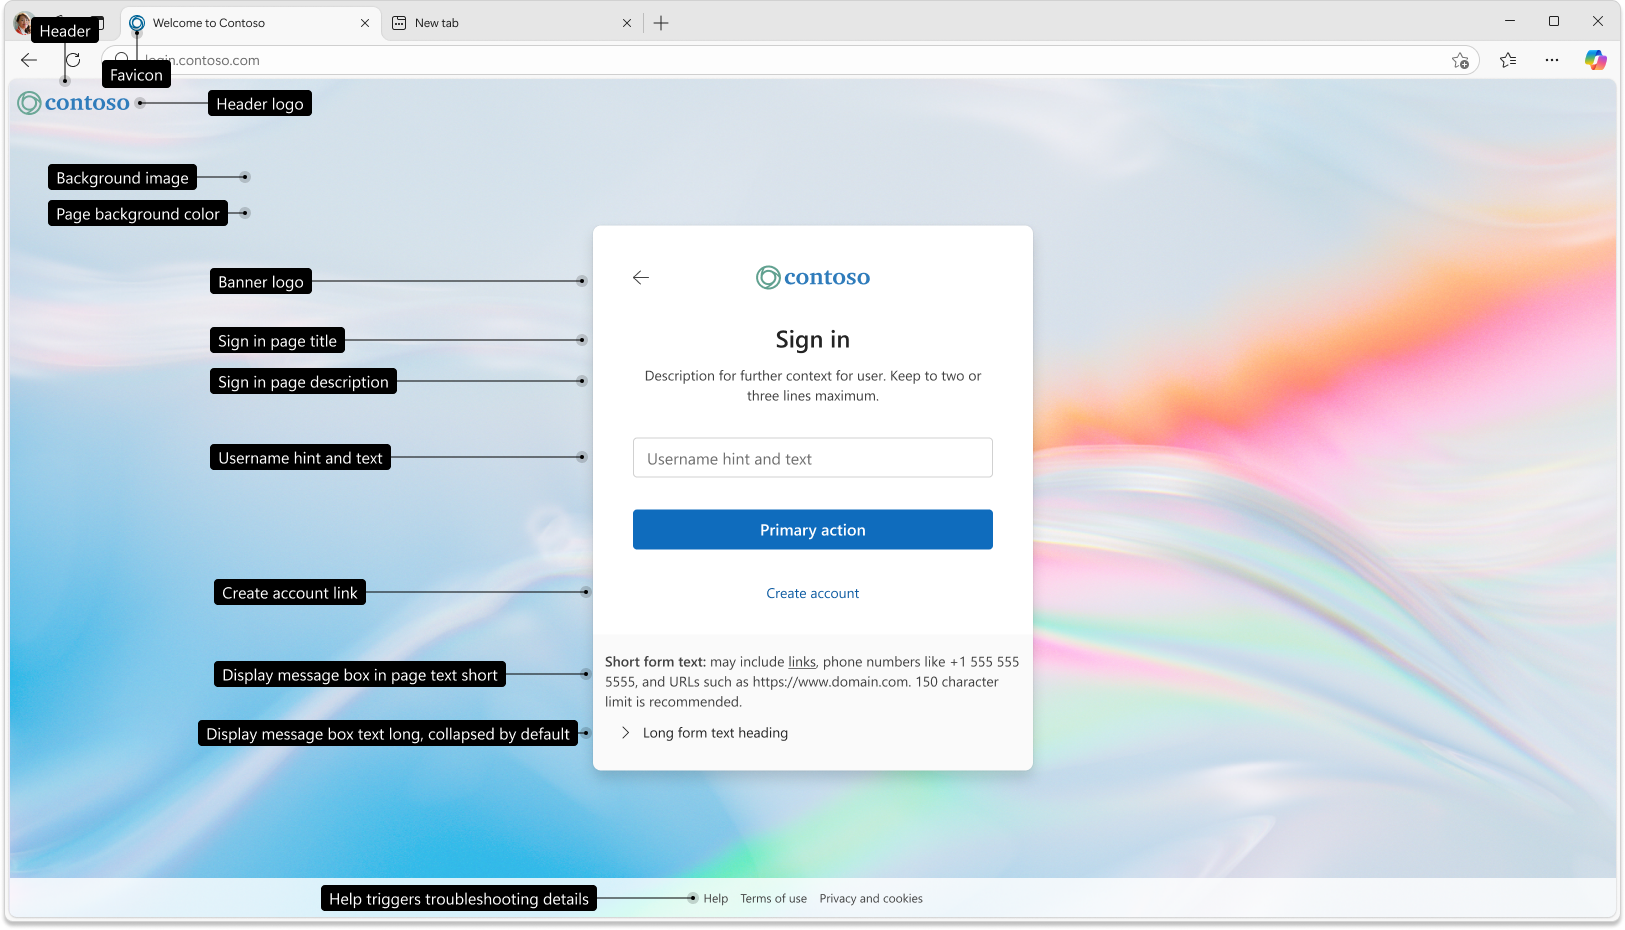 Welcome to Contoso
New tab
Header
login.contoso.com
Favicon
contoso
Header logo
Background image
Page background color
Banner logo
contoso
Sign in page title
Sign in
Sign in page description
Description for further context for user. Keep to two or
three lines maximum.
Username hint and text
Username hint and text
Primary action
Create account link
Create account
Display message box in page text short
Short form text: may include links, phone numbers like +1 555 555
5555, and URLs such as https://www.domain.com. 150 character
limit is recommended.
Display message box text long, collapsed by default
Long form text heading
Help triggers troubleshooting details
Help Terms of use Privacy and cookies